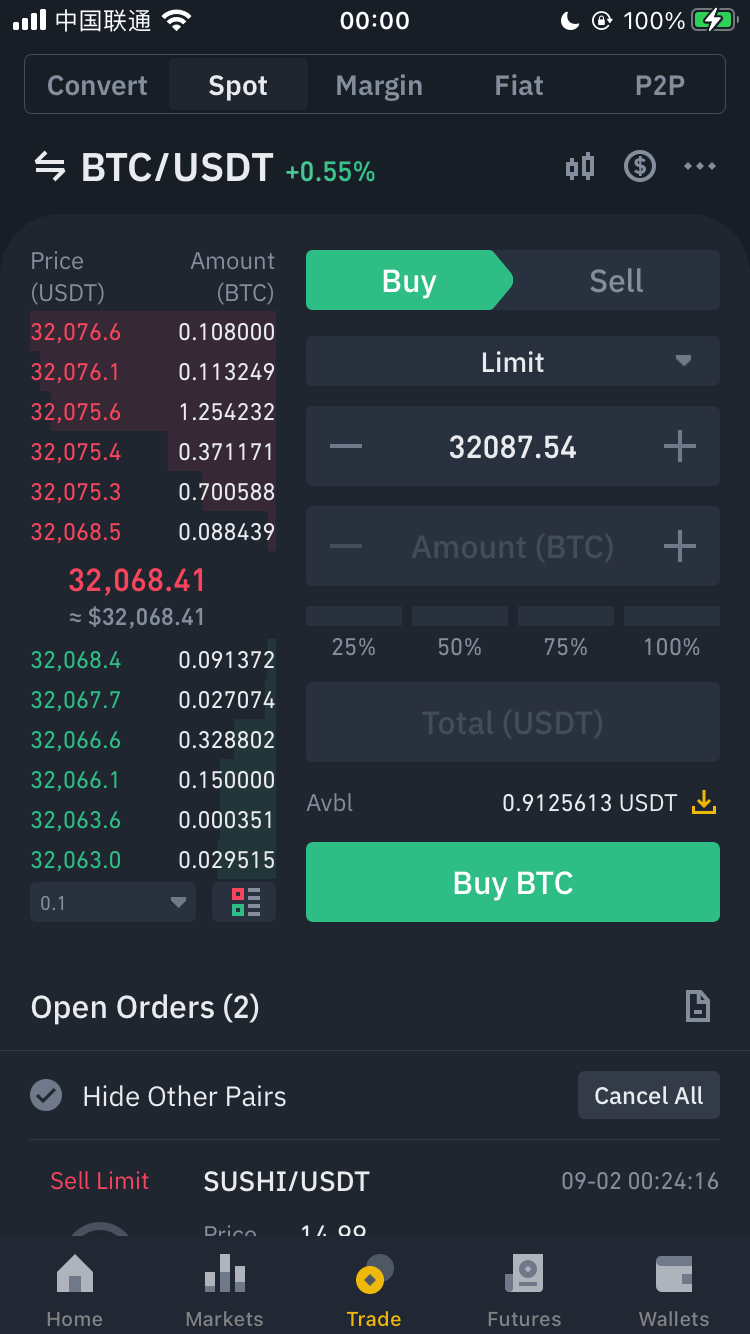 中国联通 00:00 100%
Convert Spot Margin Fiat P2P
BTC/USDT +0.55%
Price Amount
(USDT) (BTC)
32,076.6 0.108000
32,076.1 0.113249
32,075.6 1.254232
32,075.4 0.371171
32,075.3 0.700588
32,068.5 0.088439
32,068.41
≈ $32,068.41
32,068.4 0.091372
32,067.7 0.027074
32,066.6 0.328802
32,066.1 0.150000
32,063.6 0.000351
32,063.0 0.029515
0.1
Buy Sell
Limit
32087.54
Amount (BTC)
25% 50% 75% 100%
Total (USDT)
Avbl 0.9125613 USDT
Buy BTC
Open Orders (2)
Hide Other Pairs Cancel All
Sell Limit SUSHI/USDT 09-02 00:24:16
Price 14.99
Home Markets Trade Futures Wallets